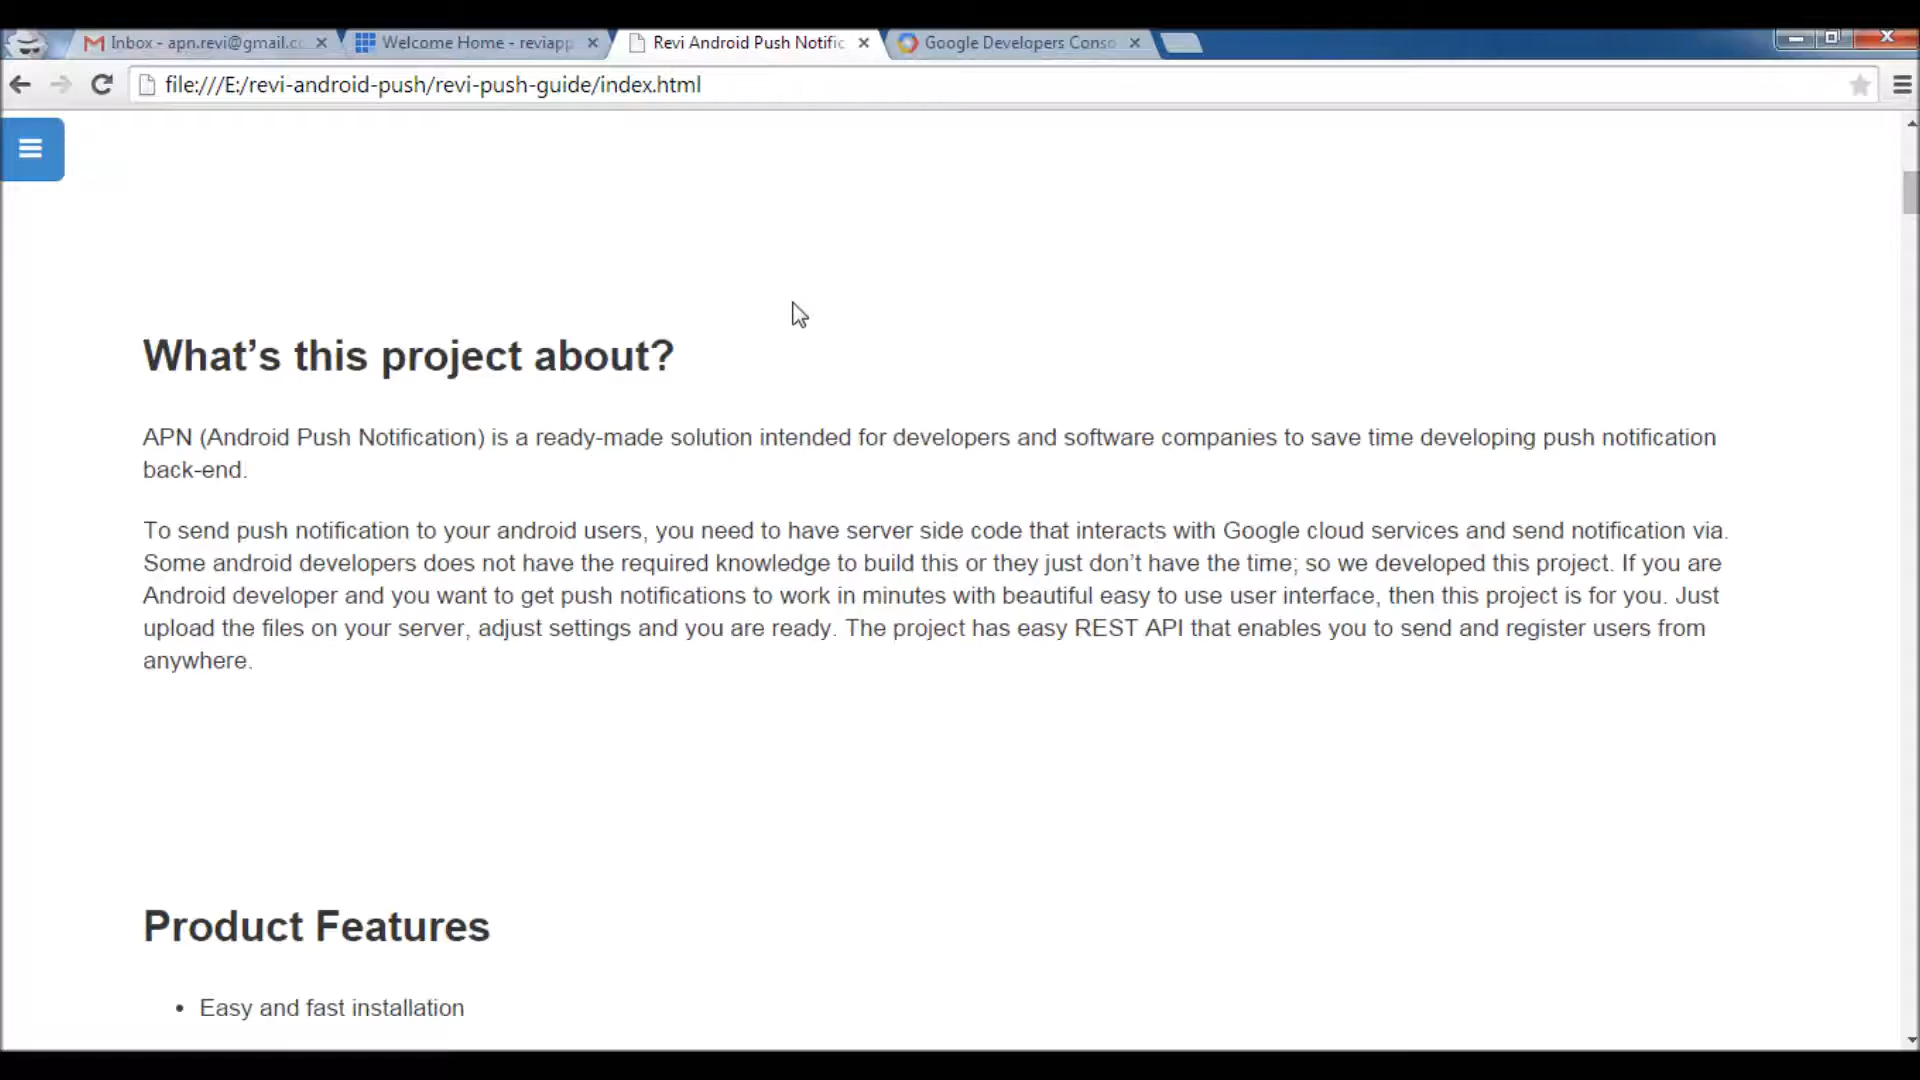 Inbox - apn.revi@gmail.cc
Welcome Home - reviapp
Revi Android Push Notific
Google Developers Conso
file:///E:/revi-android-push/revi-push-guide/index.html
What’s this project about?
APN (Android Push Notification) is a ready-made solution intended for developers and software companies to save time developing push notification
back-end.
To send push notification to your android users, you need to have server side code that interacts with Google cloud services and send notification via.
Some android developers does not have the required knowledge to build this or they just don’t have the time; so we developed this project. If you are
Android developer and you want to get push notifications to work in minutes with beautiful easy to use user interface, then this project is for you. Just
upload the files on your server, adjust settings and you are ready. The project has easy REST API that enables you to send and register users from
anywhere.
Product Features
• Easy and fast installation